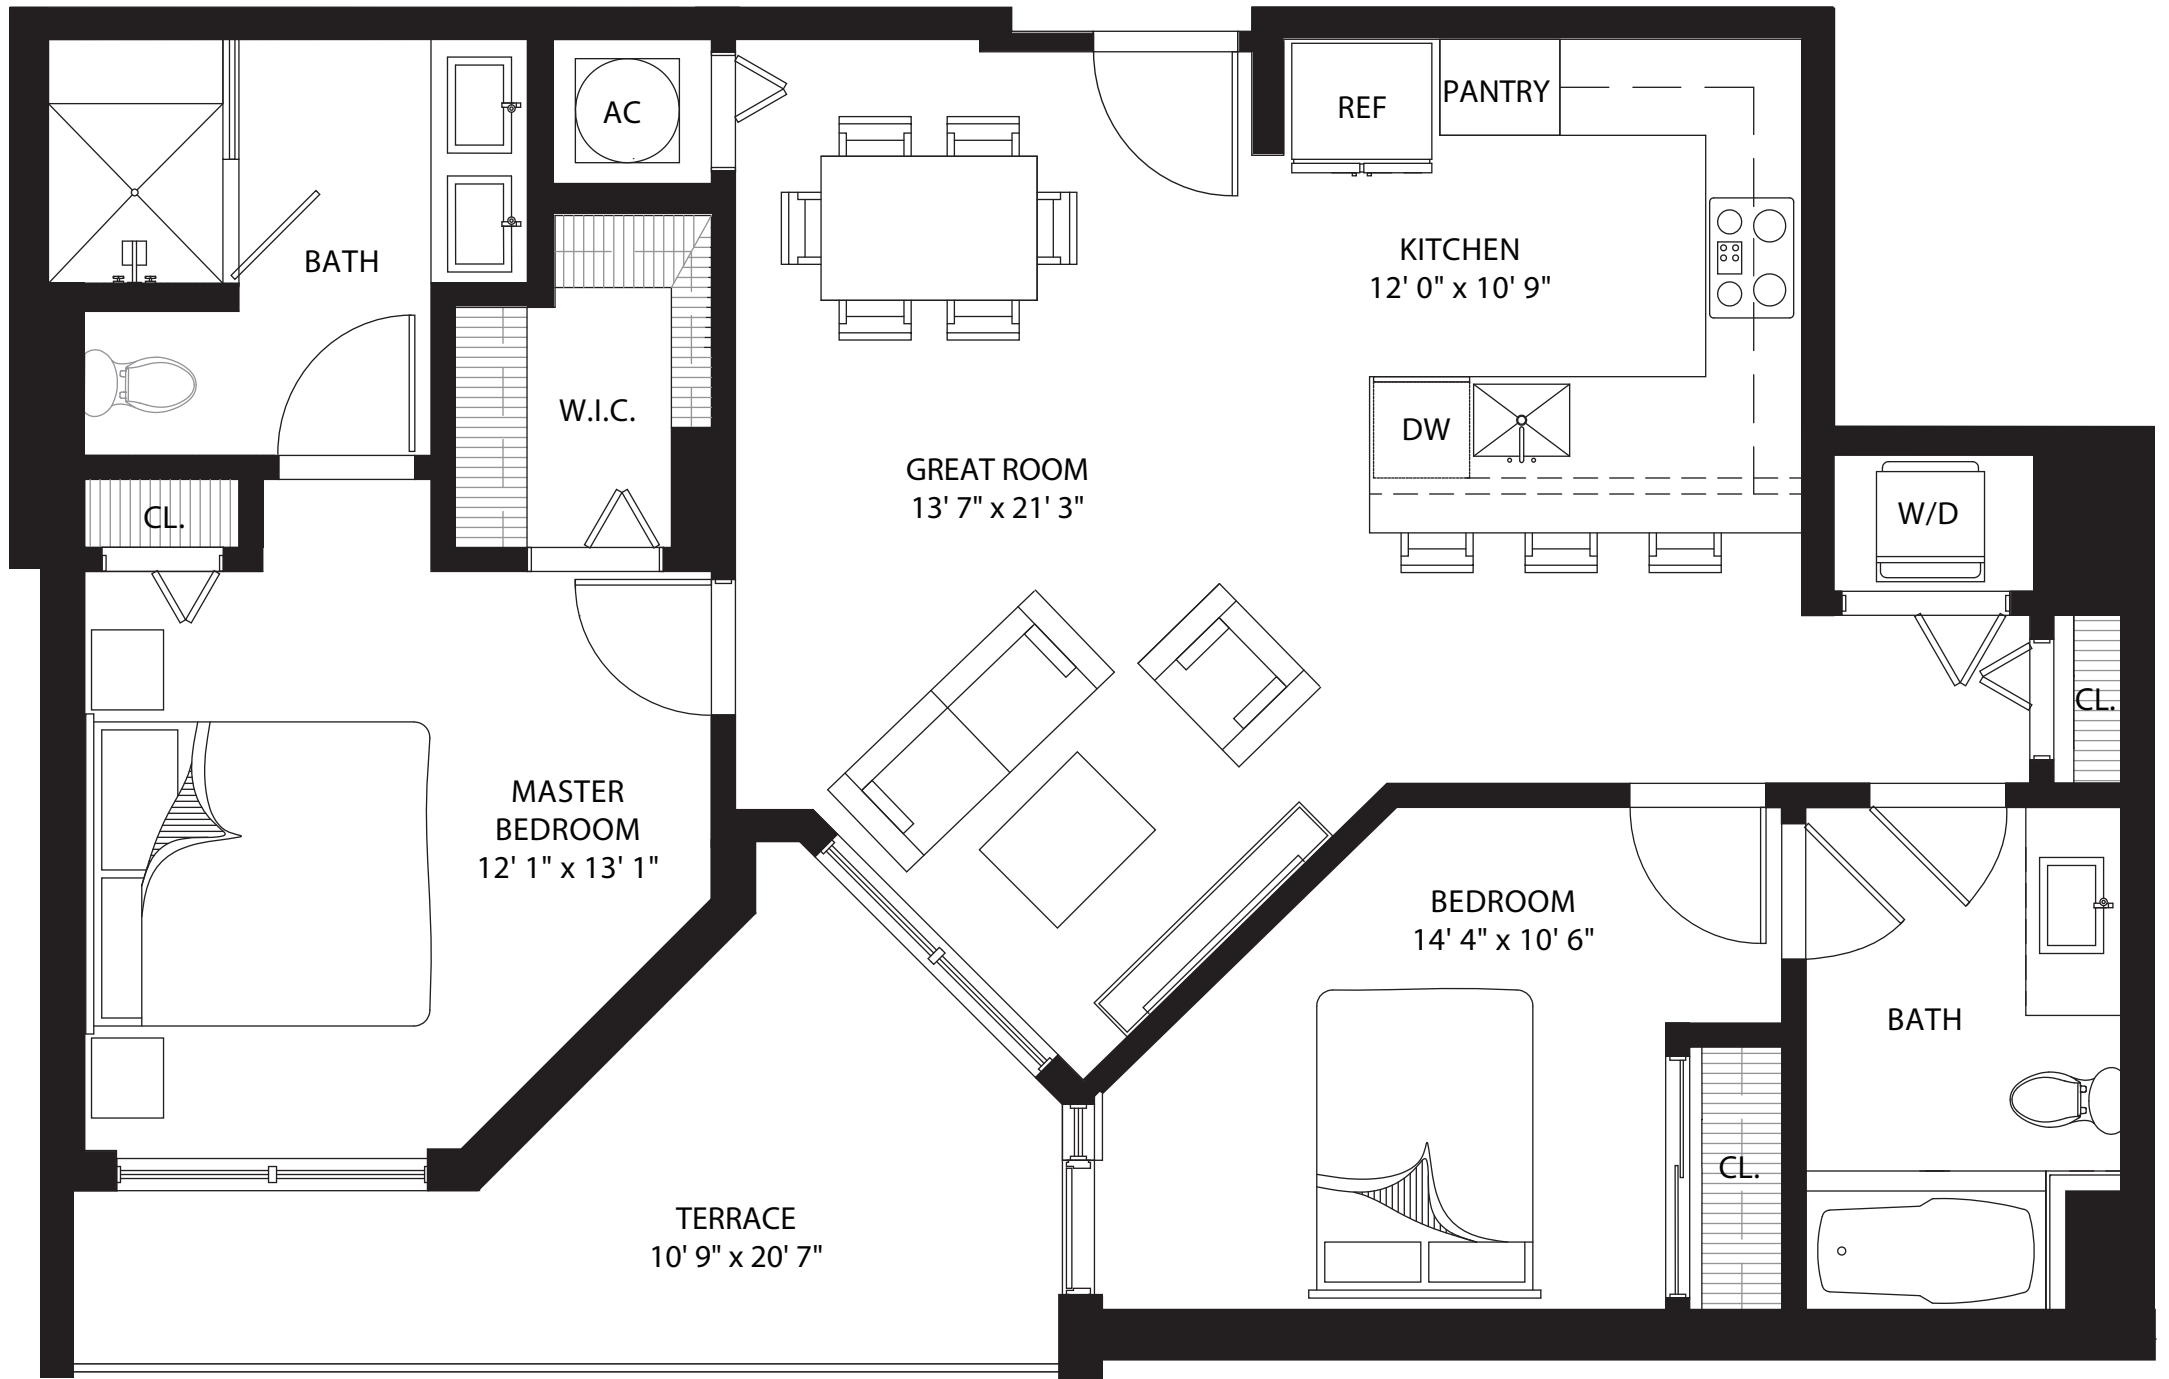 AC
REF
PANTRY
BATH
KITCHEN
12' 0" x 10' 9"
W.I.C.
DW
GREAT ROOM
13' 7" x 21' 3"
CL.
W/D
CL.
MASTER
BEDROOM
12' 1" x 13' 1"
BEDROOM
14' 4" x 10' 6"
BATH
CL.
TERRACE
10' 9" x 20' 7"